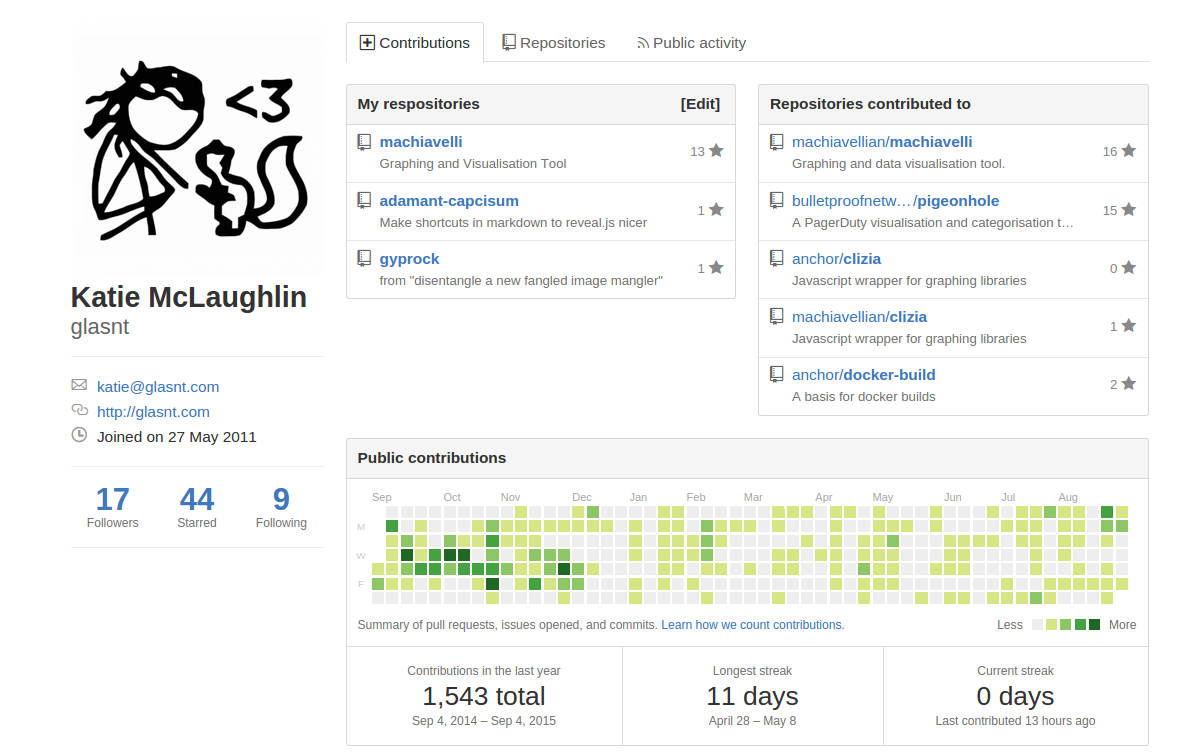 <3
Katie McLaughlin
glasnt
katie@glasnt.com
http://glasnt.com
Joined on 27 May 2011
17 44 9
Followers Starred Following
Contributions Repositories Public activity
My respositories [Edit]
machiavelli 13
Graphing and Visualisation Tool
adamant-capcisum 1
Make shortcuts in markdown to reveal.js nicer
gyprock 1
from "disentangle a new fangled image mangler"
Repositories contributed to
machiavellian/machiavelli 16
Graphing and data visualisation tool.
bulletproofnetw…/pigeonhole 15
A PagerDuty visualisation and categorisation t…
anchor/clizia 0
Javascript wrapper for graphing libraries
machiavellian/clizia 1
Javascript wrapper for graphing libraries
anchor/docker-build 2
A basis for docker builds
Public contributions
Sep Oct Nov Dec Jan Feb Mar Apr May Jun Jul Aug
M
W
F
Summary of pull requests, issues opened, and commits. Learn how we count contributions. Less More
Contributions in the last year
1,543 total
Sep 4, 2014 – Sep 4, 2015
Longest streak
11 days
April 28 – May 8
Current streak
0 days
Last contributed 13 hours ago